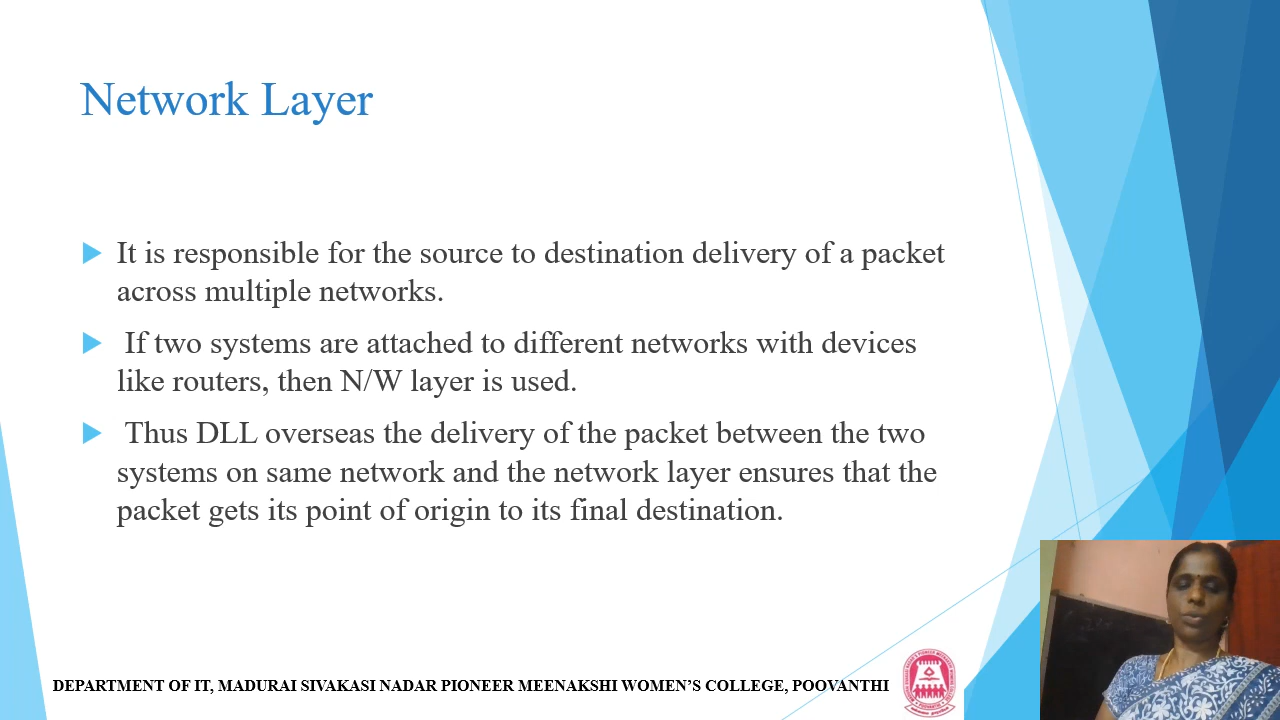 Network Layer
It is responsible for the source to destination delivery of a packet
across multiple networks.
If two systems are attached to different networks with devices
like routers, then N/W layer is used.
Thus DLL overseas the delivery of the packet between the two
systems on same network and the network layer ensures that the
packet gets its point of origin to its final destination.
DEPARTMENT OF IT, MADURAI SIVAKASI NADAR PIONEER MEENAKSHI WOMEN’S COLLEGE, POOVANTHI